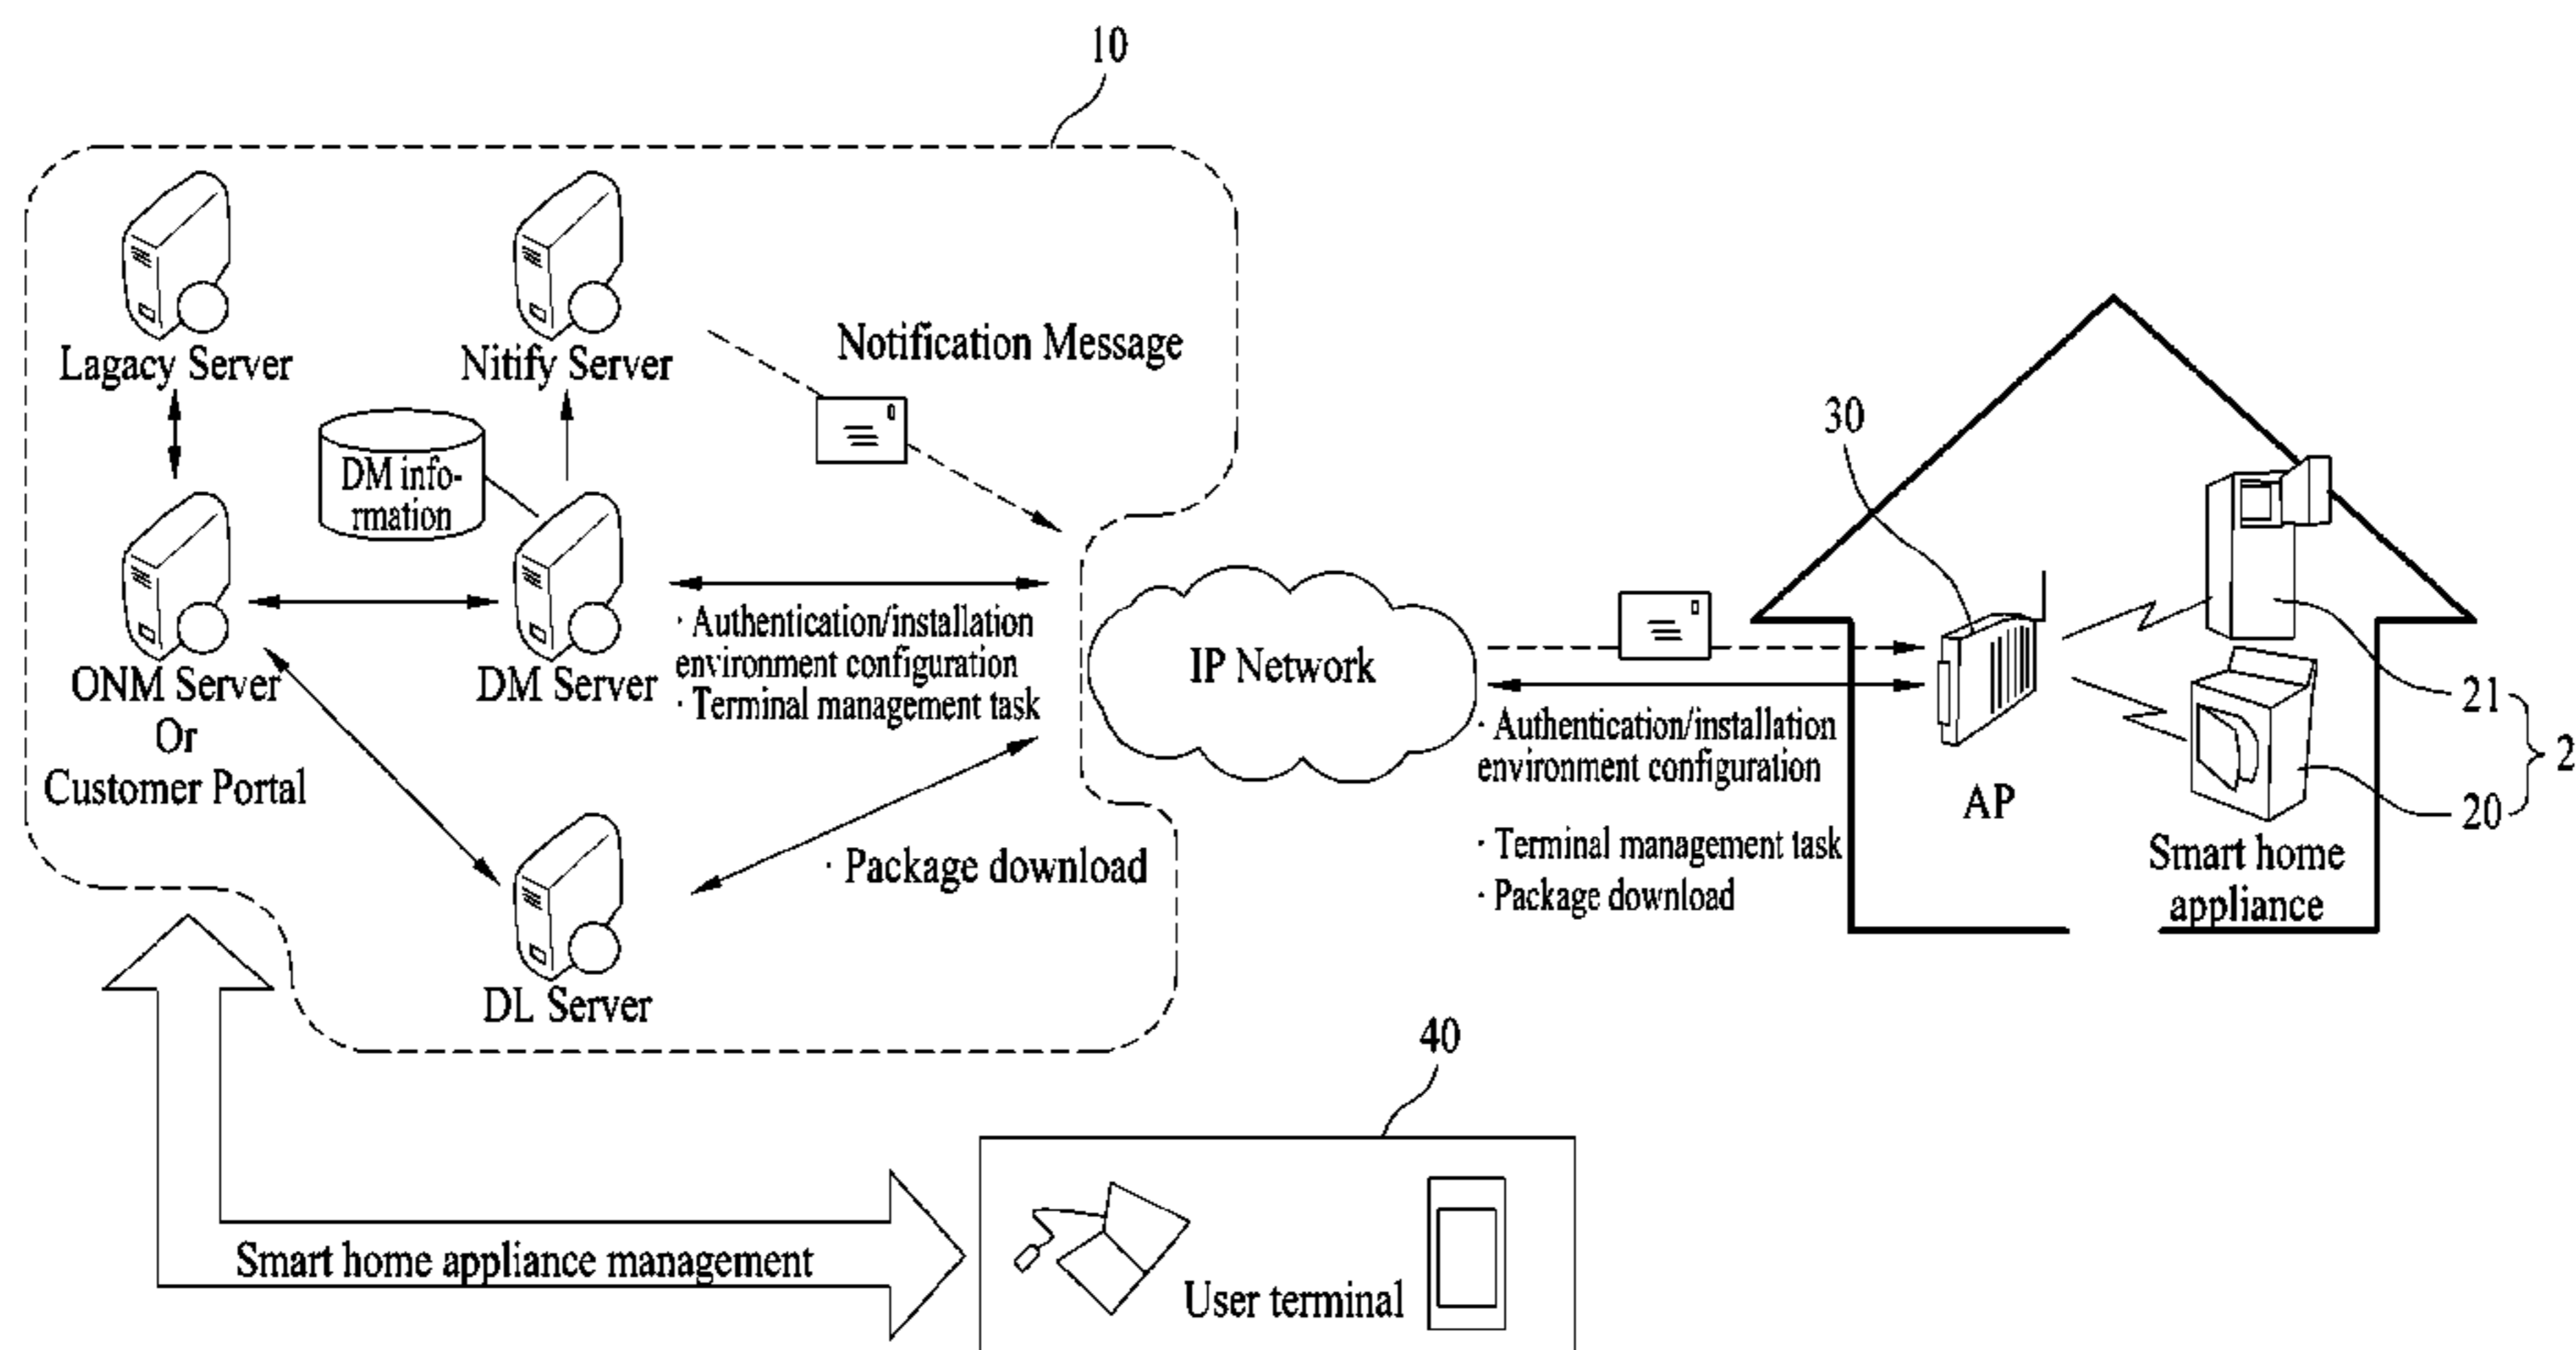 10
Lagacy Server
Nitify Server
Notification Message
DM info-
rmation
ONM Server
Or
Customer Portal
DM Server
· Authentication/installation
environment configuration
· Terminal management task
· Package download
DL Server
IP Network
30
· Authentication/installation
environment configuration
· Terminal management task
· Package download
AP
21
20
2
Smart home
appliance
40
Smart home appliance management
User terminal